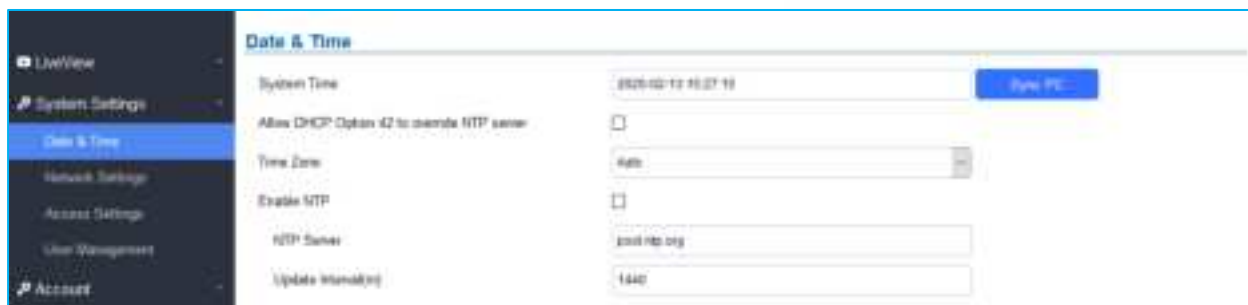 Date & Time
LiveView
System Time
Sync PC
System Settings
Allow DHCP Option 42 to override NTP server
Date & Time
Time Zone
Auto
Network Settings
Enable NTP
Access Settings
NTP Server
pool.ntp.org
User Management
Update Interval(m)
1440
Account